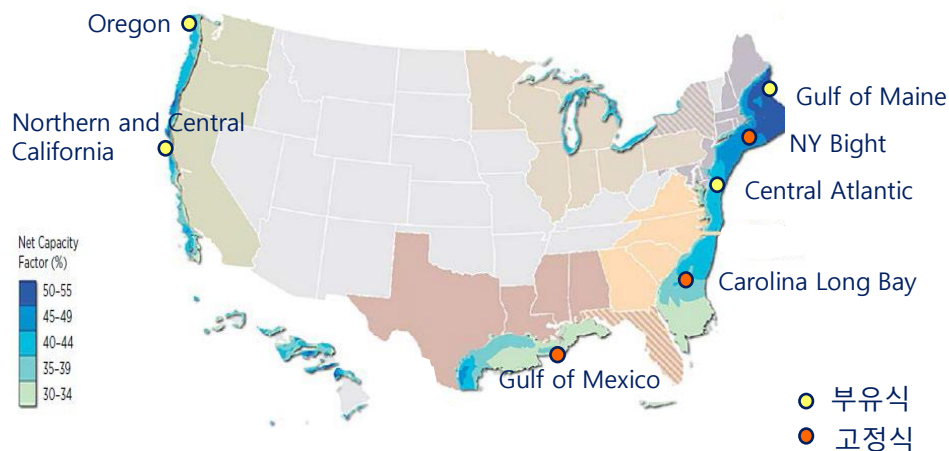 Oregon
Gulf of Maine
Northern and Central
California
NY Bight
Central Atlantic
Net Capacity
Factor (%)
50-55
45-49
40-44
35-39
30-34
Carolina Long Bay
Gulf of Mexico
부유식
고정식